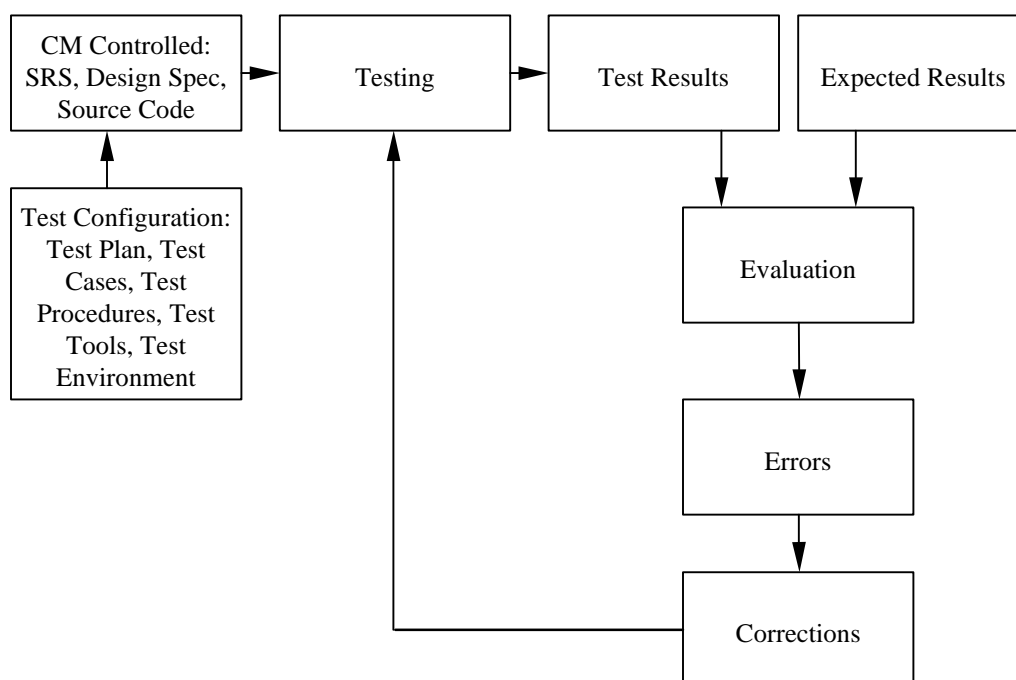 CM Controlled:
SRS, Design Spec,
Source Code
Testing
Test Results
Expected Results
Test Configuration:
Test Plan, Test
Cases, Test
Procedures, Test
Tools, Test
Environment
Evaluation
Errors
Corrections